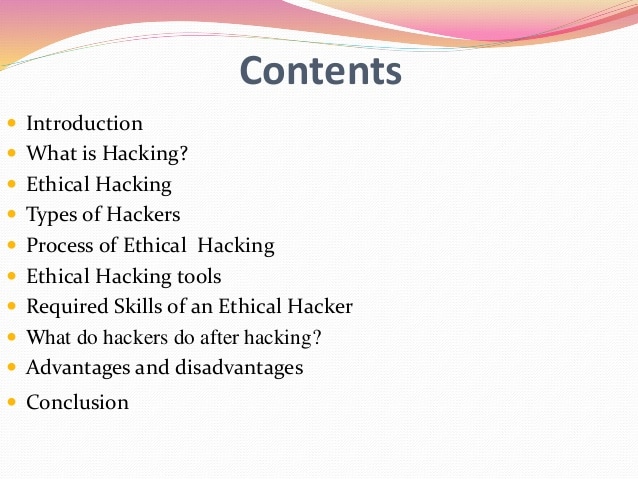 Contents
Introduction
What is Hacking?
Ethical Hacking
Types of Hackers
Process of Ethical  Hacking
Ethical Hacking tools
Required Skills of an Ethical Hacker
What do hackers do after hacking?
Advantages and disadvantages
Conclusion